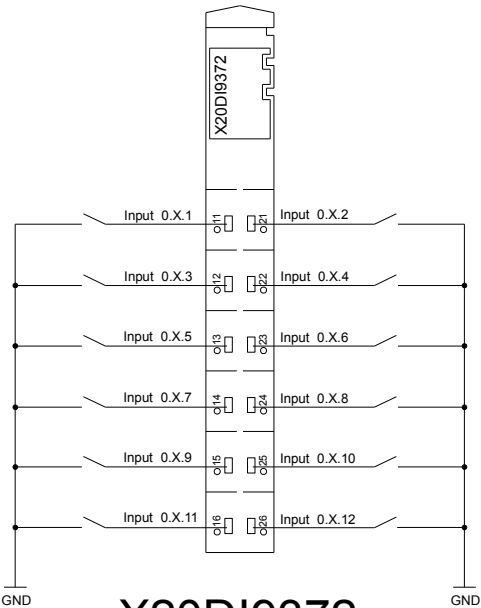 X20DI9372
Input 0.X.1 11 21 Input 0.X.2
Input 0.X.3 12 22 Input 0.X.4
Input 0.X.5 13 23 Input 0.X.6
Input 0.X.7 14 24 Input 0.X.8
Input 0.X.9 15 25 Input 0.X.10
Input 0.X.11 16 26 Input 0.X.12
GND GND
X20DI9372